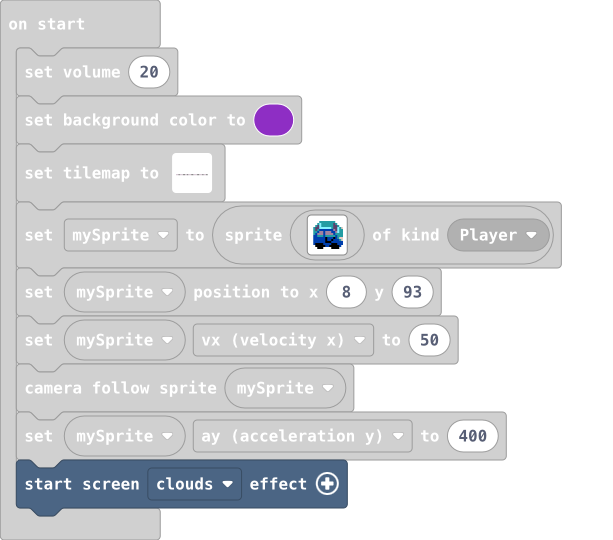 on start
set volume 20
set background color to
set tilemap to
set mySprite to sprite of kind Player
set mySprite position to x 8 y 93
set mySprite vx (velocity x) to 50
camera follow sprite mySprite
set mySprite ay (acceleration y) to 400
start screen clouds effect